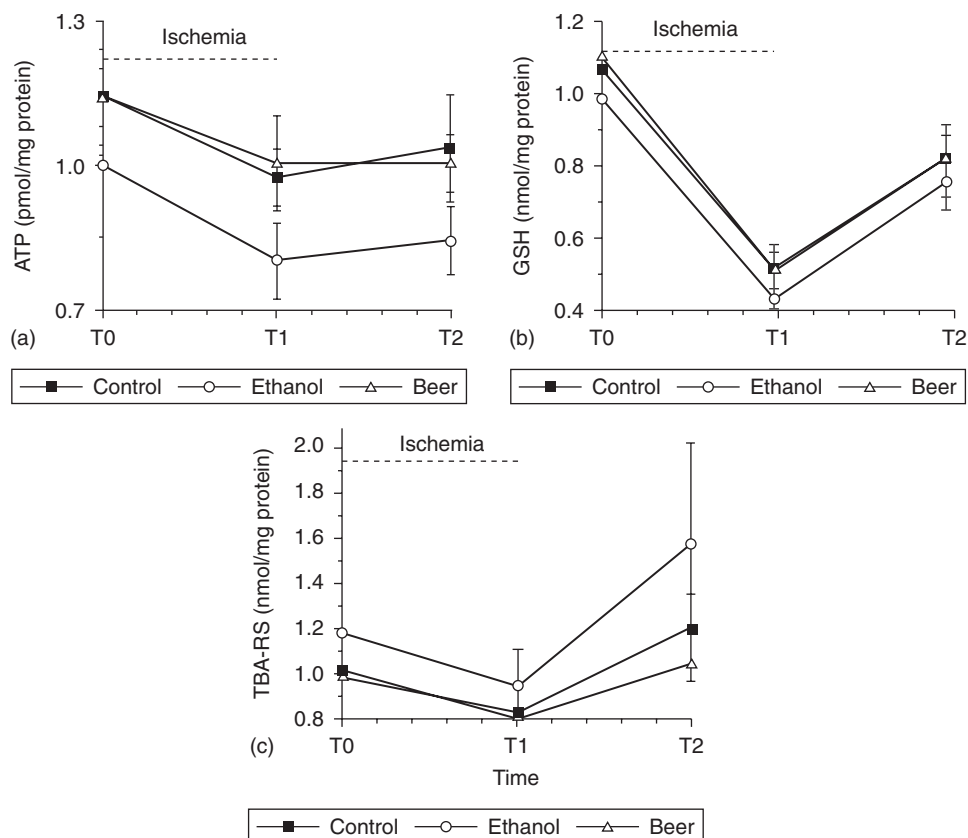 1.3
Ischemia
1.0
0.7
ATP (pmol/mg protein)
T0 T1 T2
(a)
Control Ethanol Beer
Ischemia
1.2
1.0
0.8
0.6
0.4
GSH (nmol/mg protein)
T0 T1 T2
(b)
Control Ethanol Beer
Ischemia
2.0
1.8
1.6
1.4
1.2
1.0
0.8
TBA-RS (nmol/mg protein)
T0 T1 T2
(c)
Time
Control Ethanol Beer